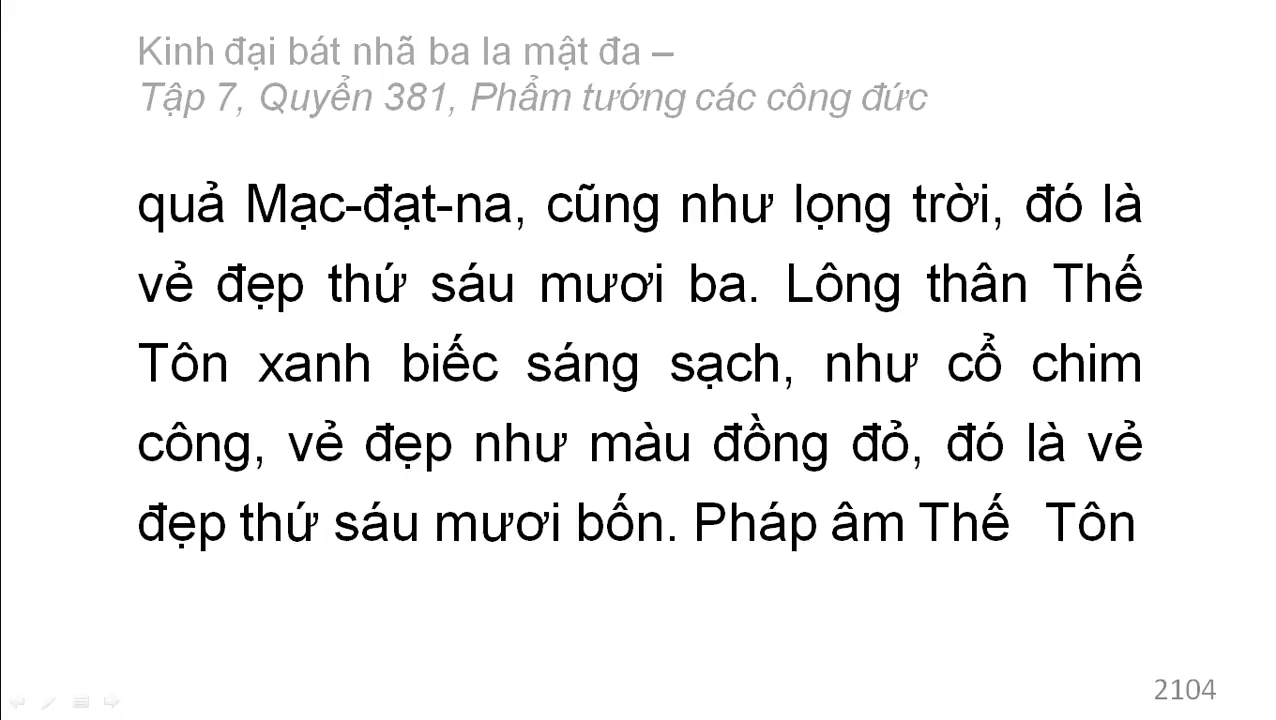 Kinh đại bát nhã ba la mật đa –
Tập 7, Quyển 381, Phẩm tướng các công đức
quả Mạc-đạt-na, cũng như lọng trời, đó là
vẻ đẹp thứ sáu mươi ba. Lông thân Thế
Tôn xanh biếc sáng sạch, như cổ chim
công, vẻ đẹp như màu đồng đỏ, đó là vẻ
đẹp thứ sáu mươi bốn. Pháp âm Thế Tôn
2104